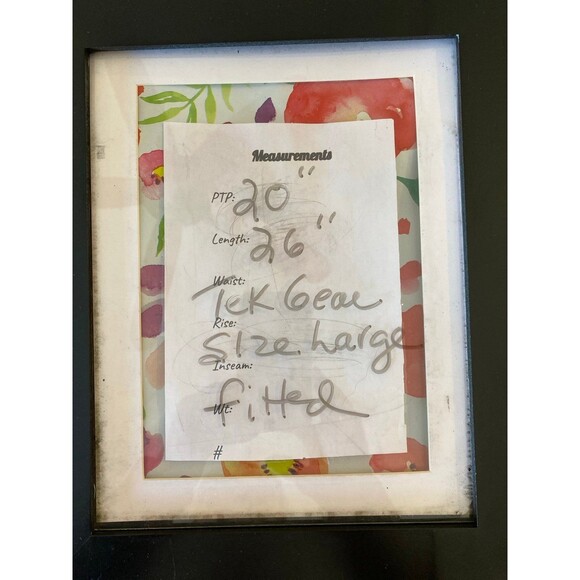 Measurements
PTP: 20"
Length: 26"
Waist:
Tek Gear
Rise:
Size Large
Inseam:
fitted
Wt:
#